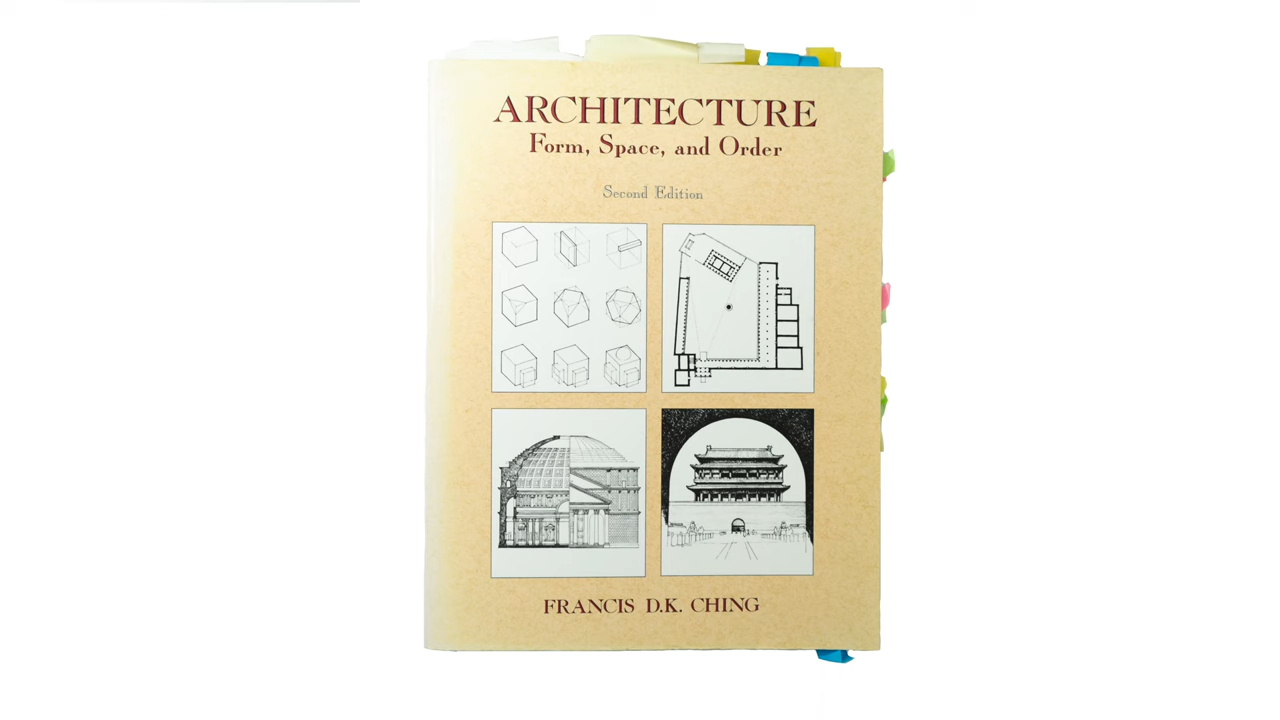 ARCHITECTURE
Form, Space, and Order
Second Edition
FRANCIS D.K. CHING